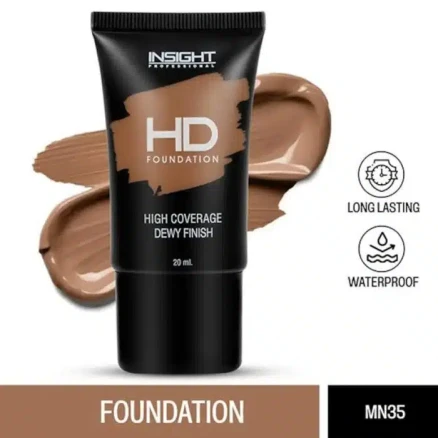 INSIGHT
PROFESSIONAL
HD
FOUNDATION
HIGH COVERAGE
DEWY FINISH
20 ml.
LONG LASTING
WATERPROOF
FOUNDATION
MN35